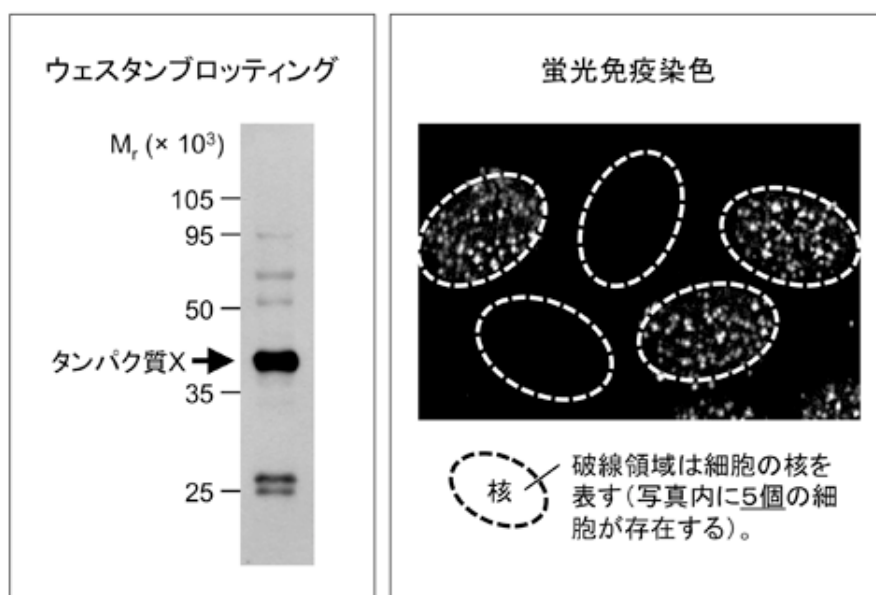 ウェスタンブロッティング
Mr (× 10³)
105
95
50
タンパク質X
35
25
蛍光免疫染色
核
破線領域は細胞の核を
表す(写真内に5個の細
胞が存在する)。